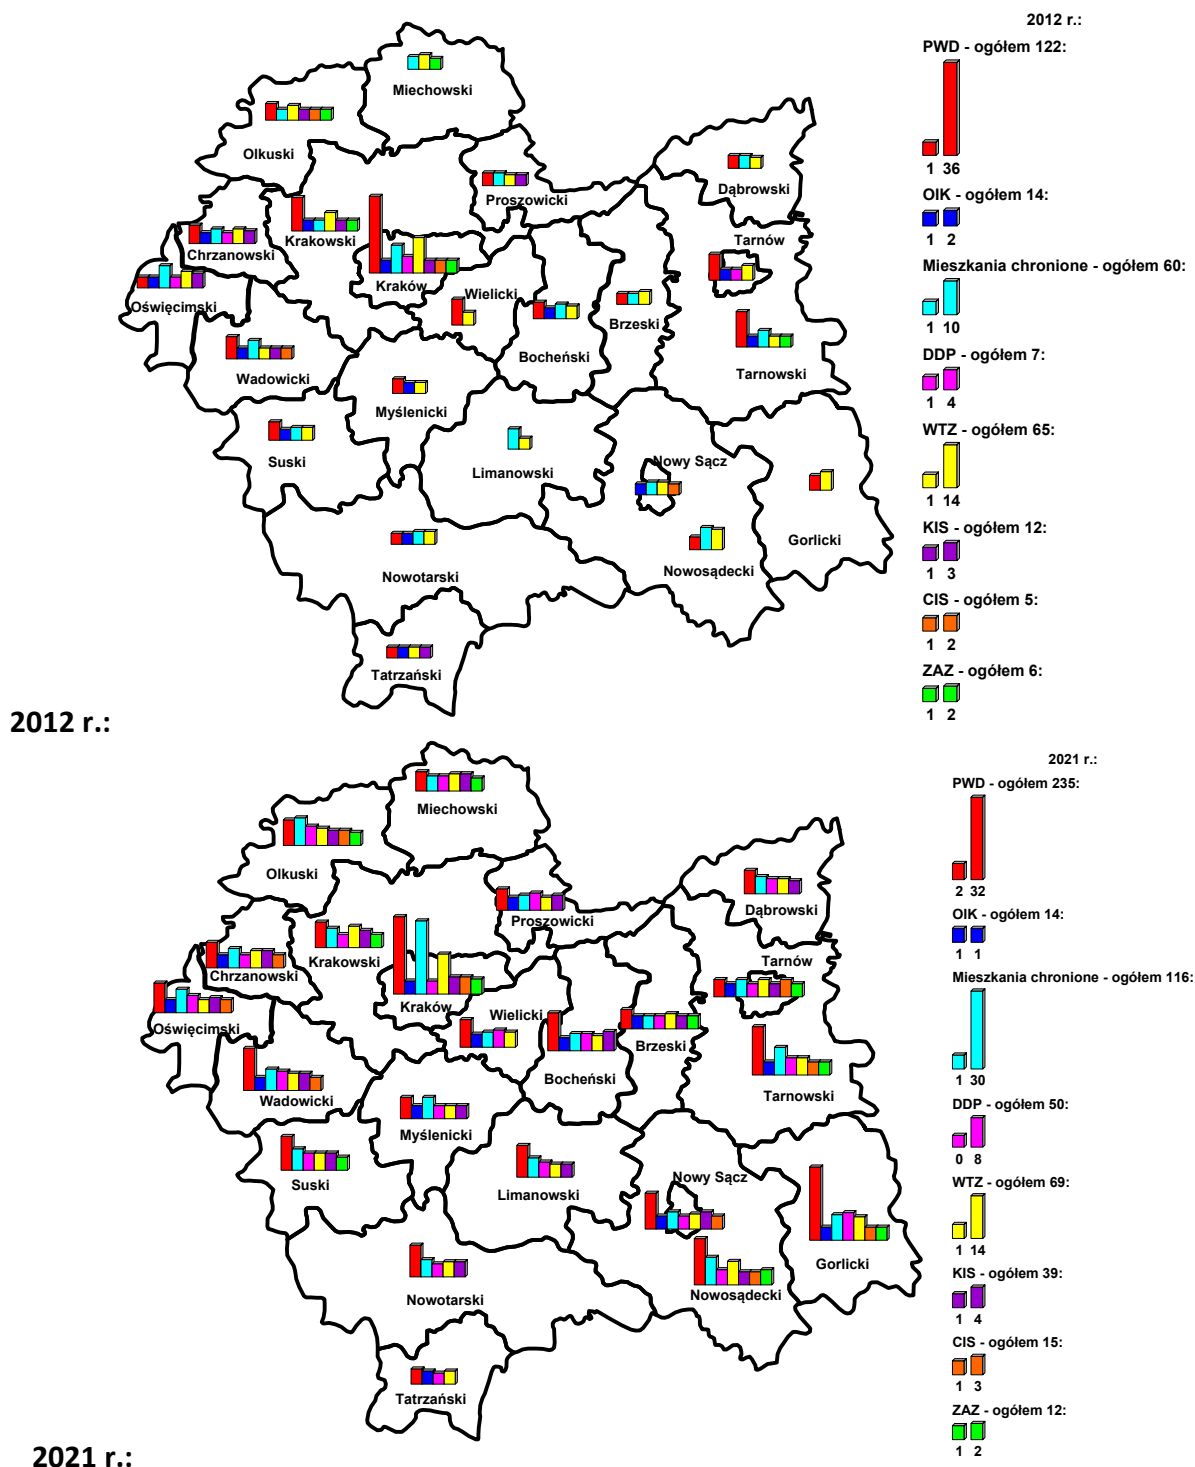 2012 r.:
PWD - ogółem 122:
1 36
OIK - ogółem 14:
1 2
Mieszkania chronione - ogółem 60:
1 10
DDP - ogółem 7:
1 4
WTZ - ogółem 65:
1 14
KIS - ogółem 12:
1 3
CIS - ogółem 5:
1 2
ZAZ - ogółem 6:
1 2
Miechowski
Olkuski
Proszowicki
Dąbrowski
Krakowski
Chrzanowski
Tarnów
Kraków
Wielicki
Oświęcimski
Brzeski
Bocheński
Tarnowski
Wadowicki
Myślenicki
Suski
Limanowski
Nowy Sącz
Gorlicki
Nowosądecki
Nowotarski
Tatrzański
2012 r.:
2021 r.:
PWD - ogółem 235:
2 32
OIK - ogółem 14:
1 1
Mieszkania chronione - ogółem 116:
1 30
DDP - ogółem 50:
0 8
WTZ - ogółem 69:
1 14
KIS - ogółem 39:
1 4
CIS - ogółem 15:
1 3
ZAZ - ogółem 12:
1 2
Miechowski
Olkuski
Dąbrowski
Proszowicki
Krakowski
Tarnów
Chrzanowski
Kraków
Wielicki
Oświęcimski
Brzeski
Bocheński
Tarnowski
Wadowicki
Myślenicki
Nowy Sącz
Suski
Limanowski
Gorlicki
Nowosądecki
Nowotarski
Tatrzański
2021 r.: